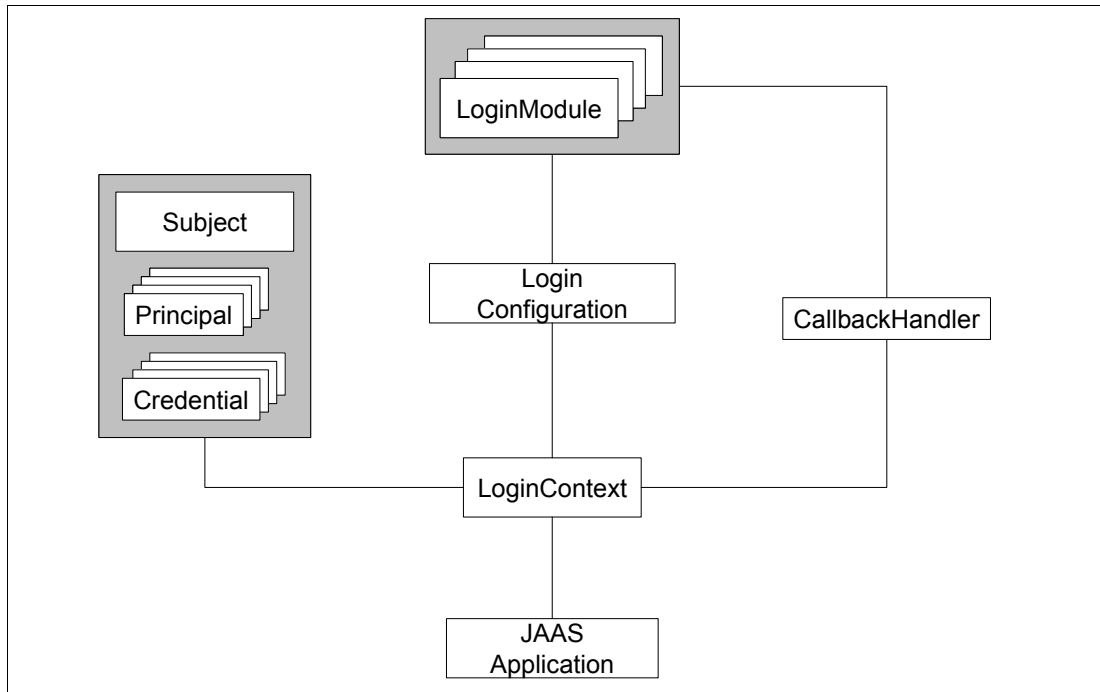 LoginModule
Subject
Principal
Credential
Login
Configuration
CallbackHandler
LoginContext
JAAS
Application